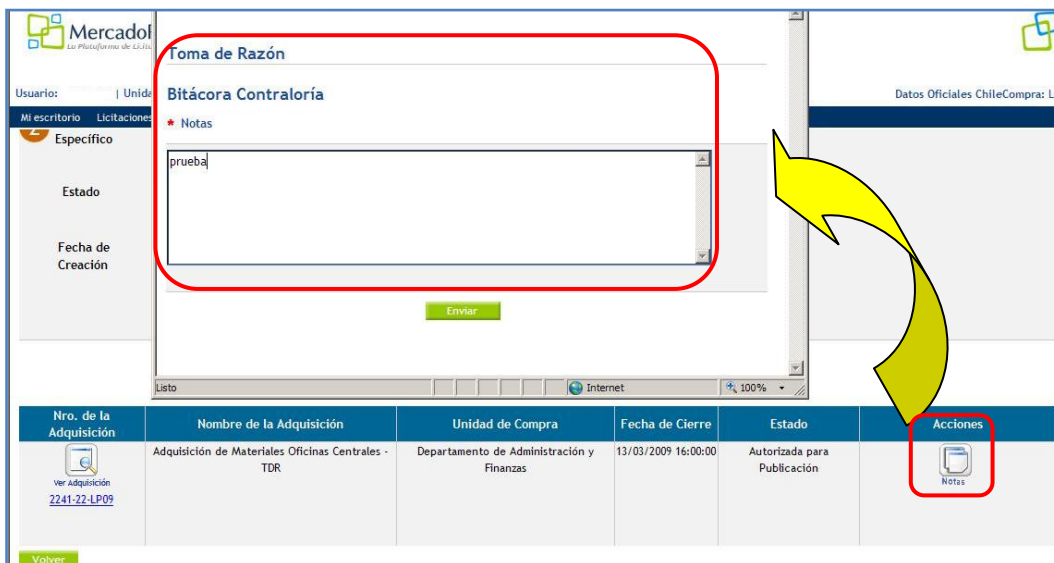 Mercado
La Plataforma de Licita
Toma de Razón
Usuario: | Unida
Bitácora Contraloría
Datos Oficiales ChileCompra: L
Mi escritorio Licitaciones
* Notas
2
Específico
prueba
Estado
Fecha de
Creación
Enviar
Listo
Internet
100%
Nro. de la
Adquisición
Nombre de la Adquisición
Unidad de Compra
Fecha de Cierre
Estado
Acciones
Ver Adquisición
2241-22-LP09
Adquisición de Materiales Oficinas Centrales -
TDR
Departamento de Administración y
Finanzas
13/03/2009 16:00:00
Autorizada para
Publicación
Notas
Volver